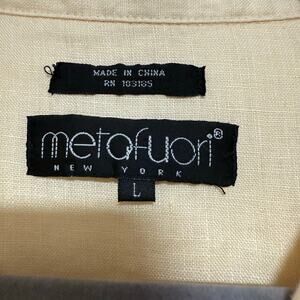 MADE IN CHINA
RN 103185
metafuori®
NEW YORK
L